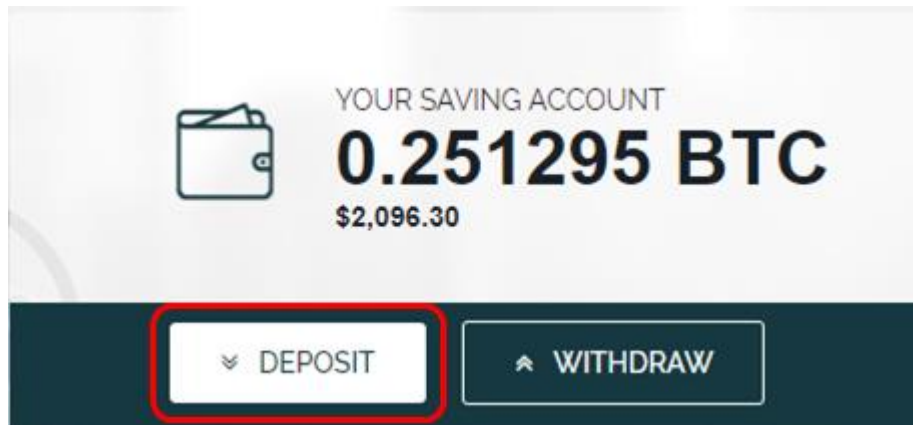 YOUR SAVING ACCOUNT
0.251295 BTC
$2,096.30
DEPOSIT
WITHDRAW